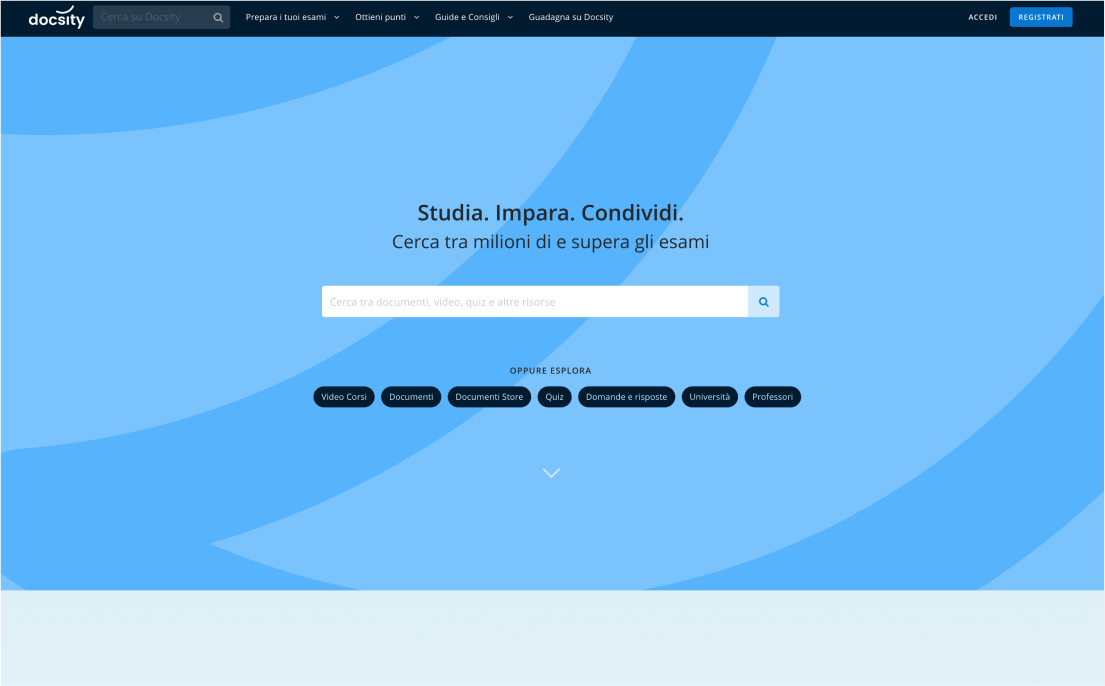 docsity Cerca su Docsity Prepara i tuoi esami Ottieni punti Guide e Consigli Guadagna su Docsity ACCEDI REGISTRATI
Studia. Impara. Condividi.
Cerca tra milioni di e supera gli esami
Cerca tra documenti, video, quiz e altre risorse
OPPURE ESPLORA
Video Corsi Documenti Documenti Store Quiz Domande e risposte Università Professori